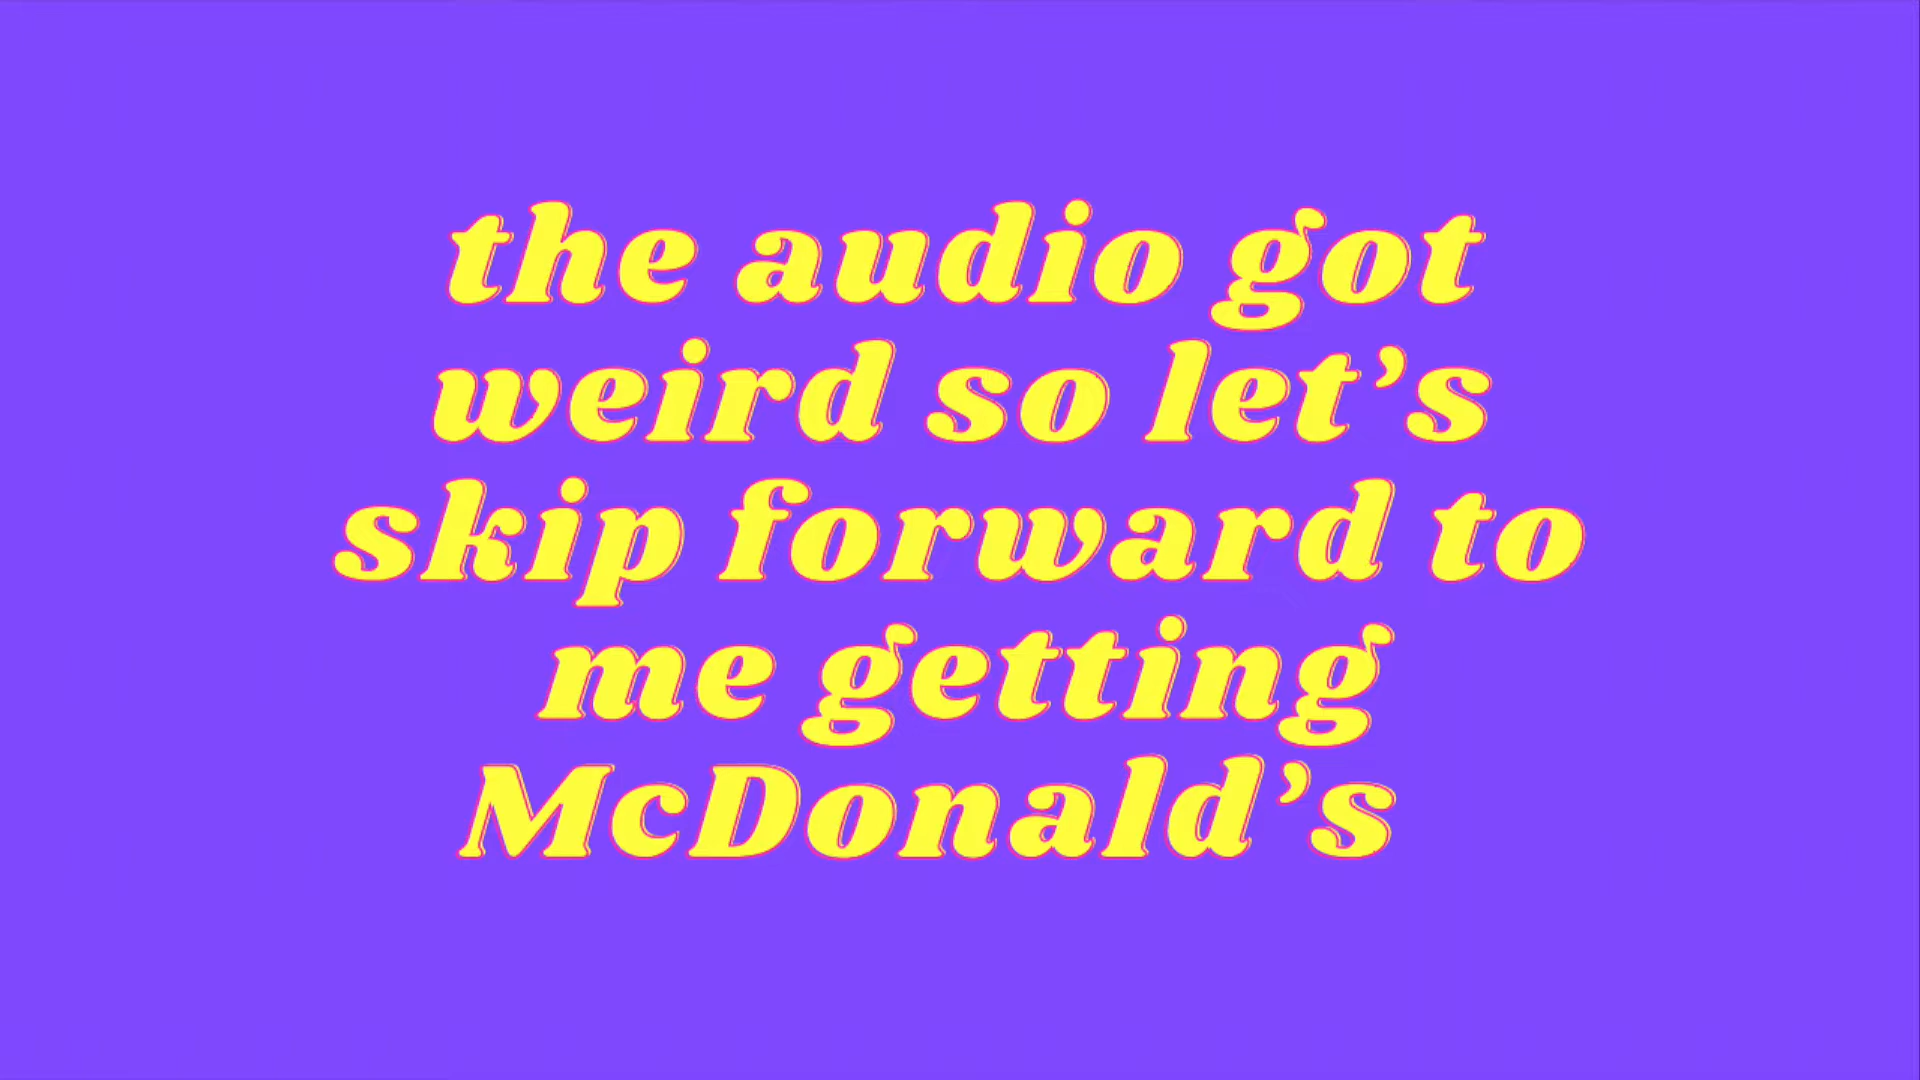 the audio got
weird so let’s
skip forward to
me getting
McDonald’s